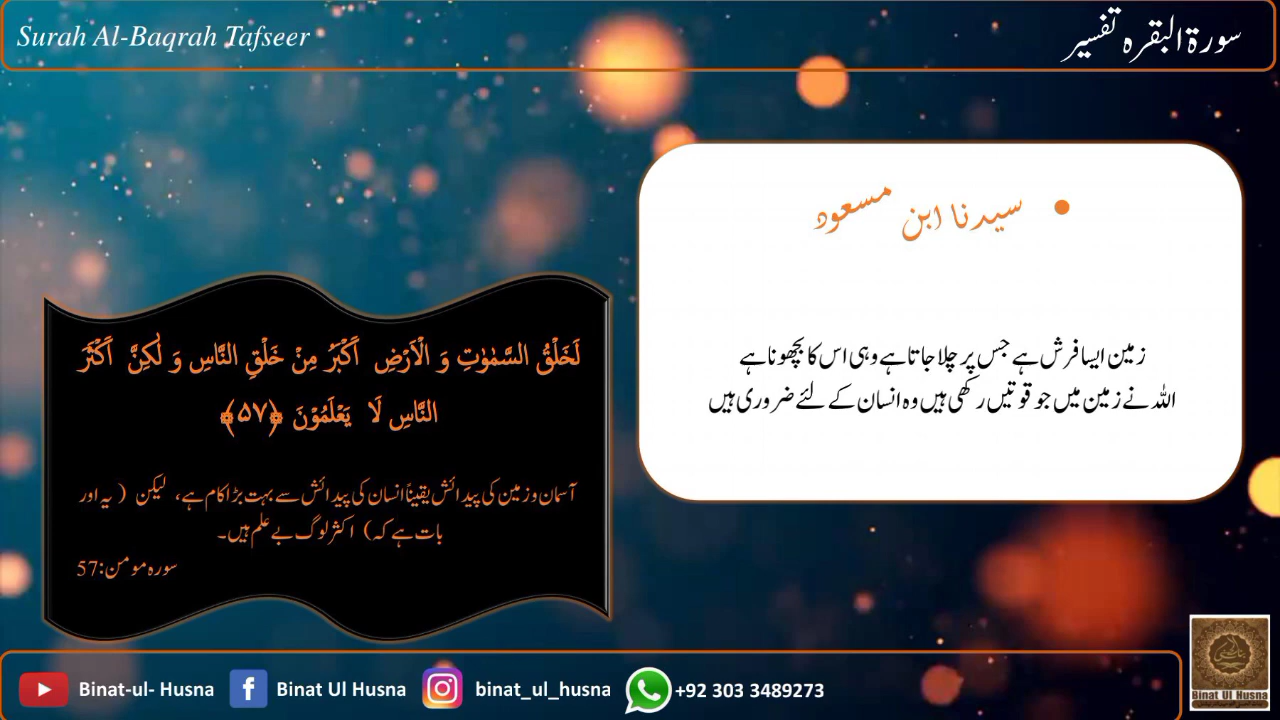 Surah Al-Baqrah Tafseer
سورۃ البقرہ تفسیر
• سیدنا ابن مسعود
زمین ایسا فرش ہے جس پر چلا جاتا ہے وہی اس کا بچھونا ہے
اللہ نے زمین میں جو قوتیں رکھی ہیں وہ انسان کے لئے ضروری ہیں
لَخَلْقُ السَّمٰوٰتِ وَ الْاَرْضِ اَكْبَرُ مِنْ خَلْقِ النَّاسِ وَ لٰكِنَّ اَكْثَرَ
النَّاسِ لَا يَعْلَمُوْنَ ﴿۵۷﴾
آسمان و زمین کی پیدائش یقیناً انسان کی پیدائش سے بہت بڑا کام ہے، لیکن (یہ اور
بات ہے کہ) اکثر لوگ بے علم ہیں۔
سورہ مومن:57
Binat-ul- Husna
Binat Ul Husna
binat_ul_husna
+92 303 3489273
Binat Ul Husna